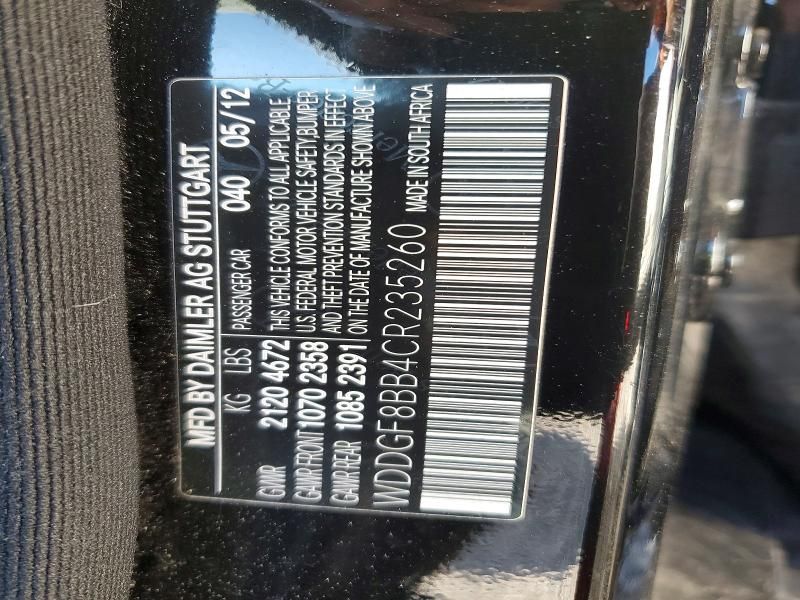 MFD BY DAIMLER AG STUTTGART
KG LBS PASSENGER CAR 040 05/12
GVWR 2120 4672 THIS VEHICLE CONFORMS TO ALL APPLICABLE
GAWR FRONT 1070 2358 U.S. FEDERAL MOTOR VEHICLE SAFETY,BUMPER
GAWR REAR 1085 2391 AND THEFT PREVENTION STANDARDS IN EFFECT
ON THE DATE OF MANUFACTURE SHOWN ABOVE
WDDGF8BB4CR235260 MADE IN SOUTH AFRICA